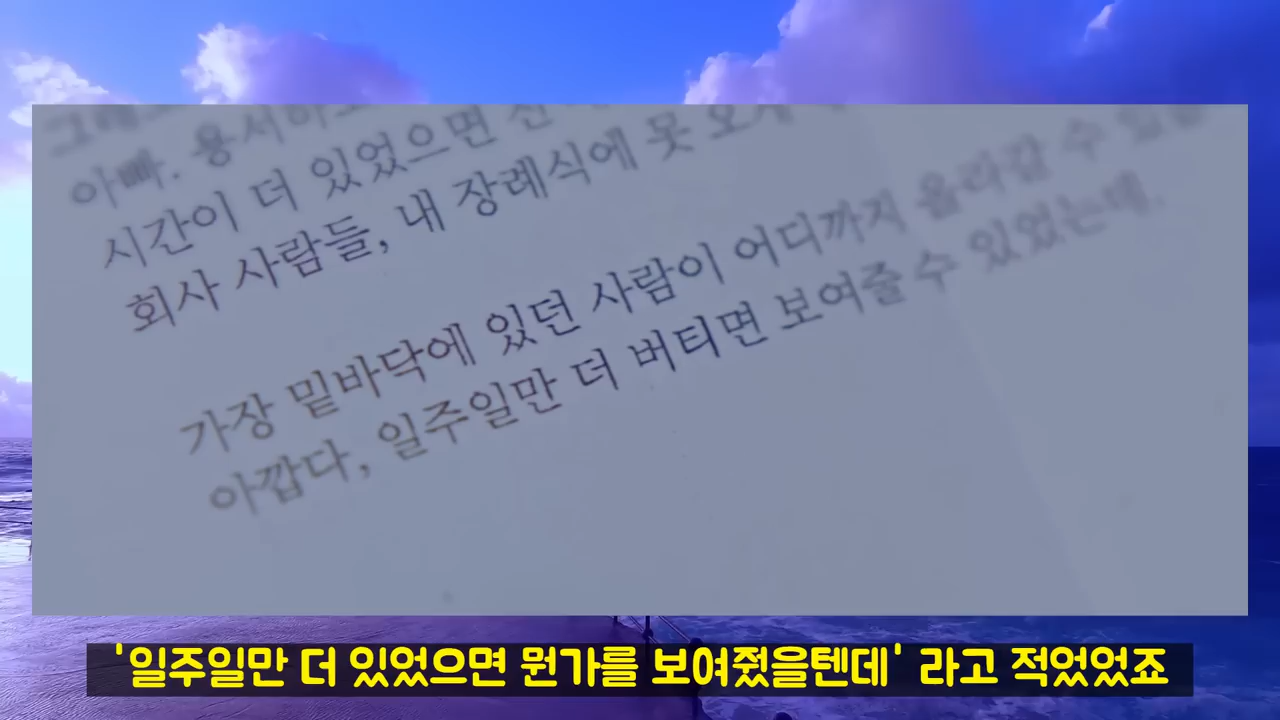 아빠. 용서하
시간이 더 있었으면
회사 사람들, 내 장례식에 못
가장 밑바닥에 있던 사람이 어디까지 올라갈 수 있을
아깝다, 일주일만 더 버티면 보여줄 수 있었는데.
'일주일만 더 있었으면 뭔가를 보여줬을텐데' 라고 적었었죠